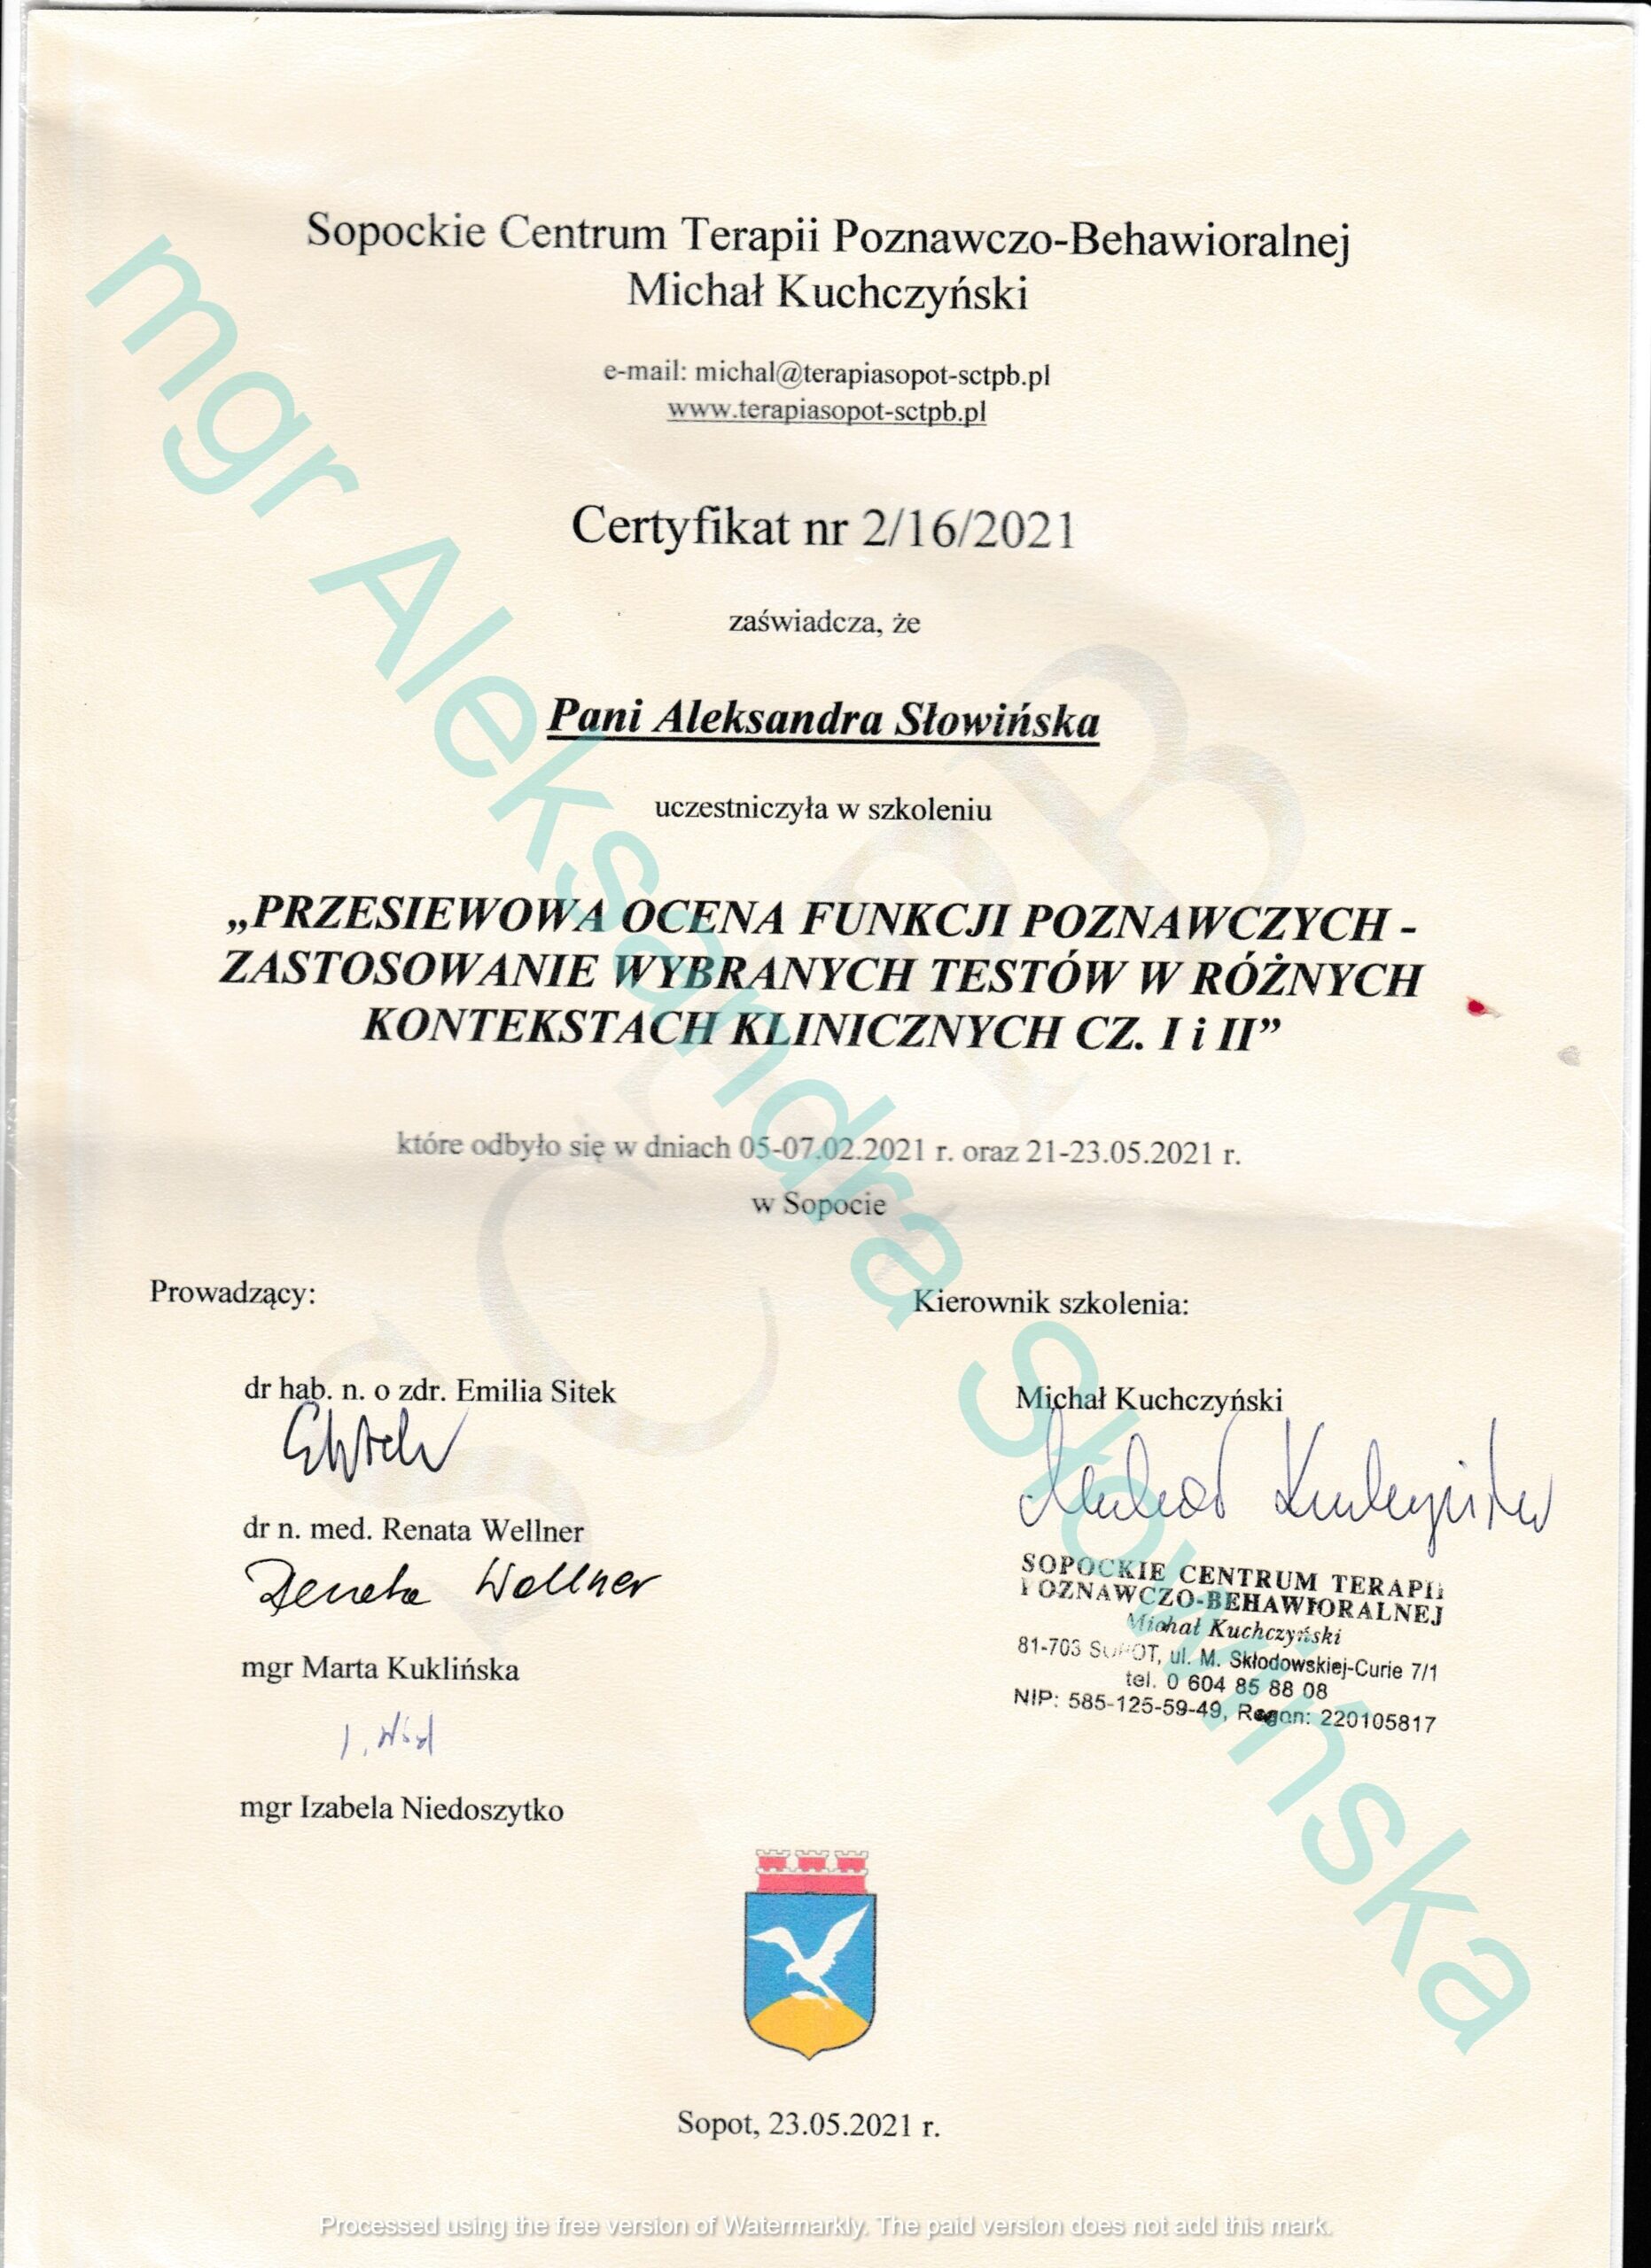 Sopockie Centrum Terapii Poznawczo-Behawioralnej
Michał Kuchczyński
e-mail: michal@terapiasopot-sctpb.pl
www.terapiasopot-sctpb.pl
Certyfikat nr 2/16/2021
zaświadcza, że
Pani Aleksandra Słowińska
uczestniczyła w szkoleniu
„PRZESIEWOWA OCENA FUNKCJI POZNAWCZYCH -
ZASTOSOWANIE WYBRANYCH TESTÓW W RÓŻNYCH
KONTEKSTACH KLINICZNYCH CZ. I i II”
które odbyło się w dniach 05-07.02.2021 r. oraz 21-23.05.2021 r.
w Sopocie
Prowadzący:
Kierownik szkolenia:
dr hab. n. o zdr. Emilia Sitek
Michał Kuchczyński
dr n. med. Renata Wellner
Renata Wellner
SOPOCKIE CENTRUM TERAPII
POZNAWCZO-BEHAWIORALNEJ
Michał Kuchczyński
81-703 SOPOT, ul. M. Skłodowskiej-Curie 7/1
tel. 0 604 85 88 08
NIP: 585-125-59-49, Regon: 220105817
mgr Marta Kuklińska
mgr Izabela Niedoszytko
Sopot, 23.05.2021 r.
mgr Aleksandra Słowińska
SCTPB
Processed using the free version of Watermarkly. The paid version does not add this mark.